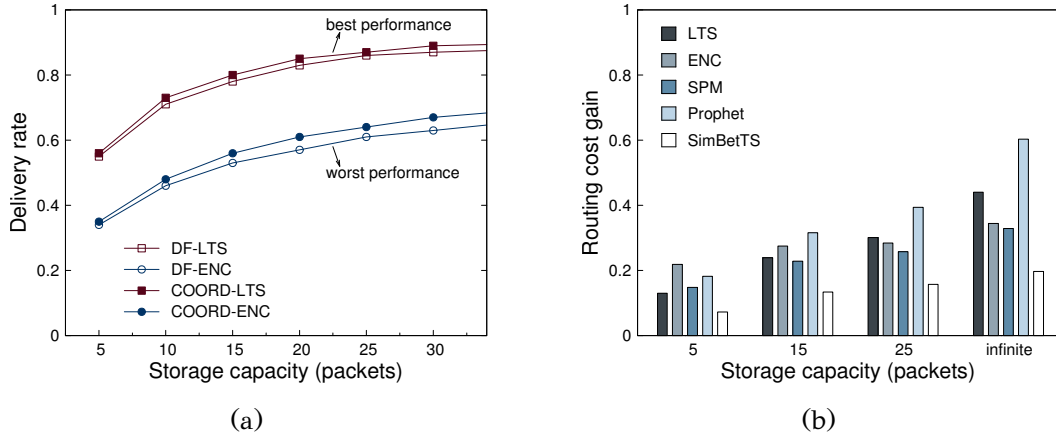 1
0.8
0.6
0.4
0.2
0
Delivery rate
best performance
worst performance
DF-LTS
DF-ENC
COORD-LTS
COORD-ENC
5 10 15 20 25 30
Storage capacity (packets)
(a)
1
0.8
0.6
0.4
0.2
0
Routing cost gain
LTS
ENC
SPM
Prophet
SimBetTS
5 15 25 infinite
Storage capacity (packets)
(b)